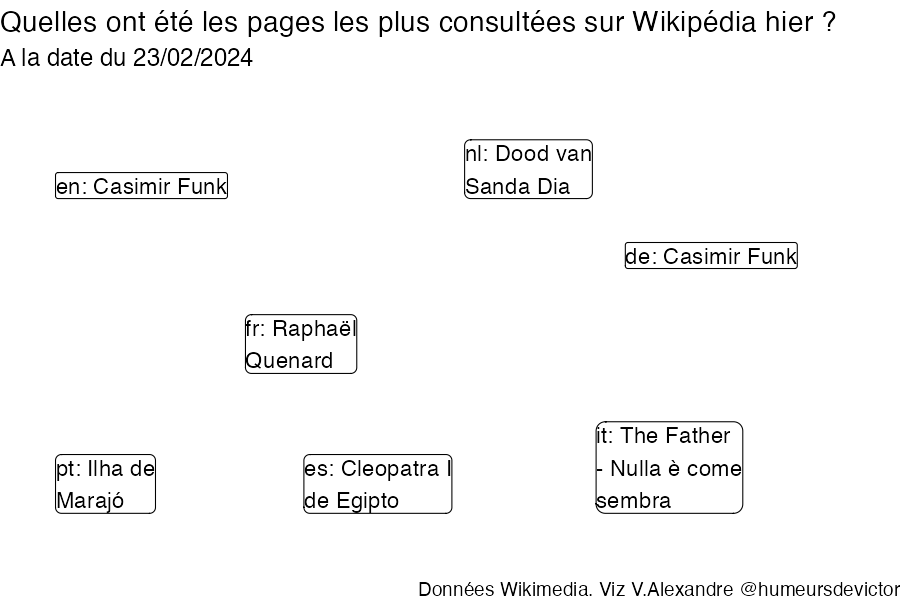 Quelles ont été les pages les plus consultées sur Wikipédia hier ?
A la date du 23/02/2024
nl: Dood van
Sanda Dia
en: Casimir Funk
de: Casimir Funk
fr: Raphaël
Quenard
it: The Father
- Nulla è come
sembra
pt: Ilha de
Marajó
es: Cleopatra I
de Egipto
Données Wikimedia. Viz V.Alexandre @humeursdevictor